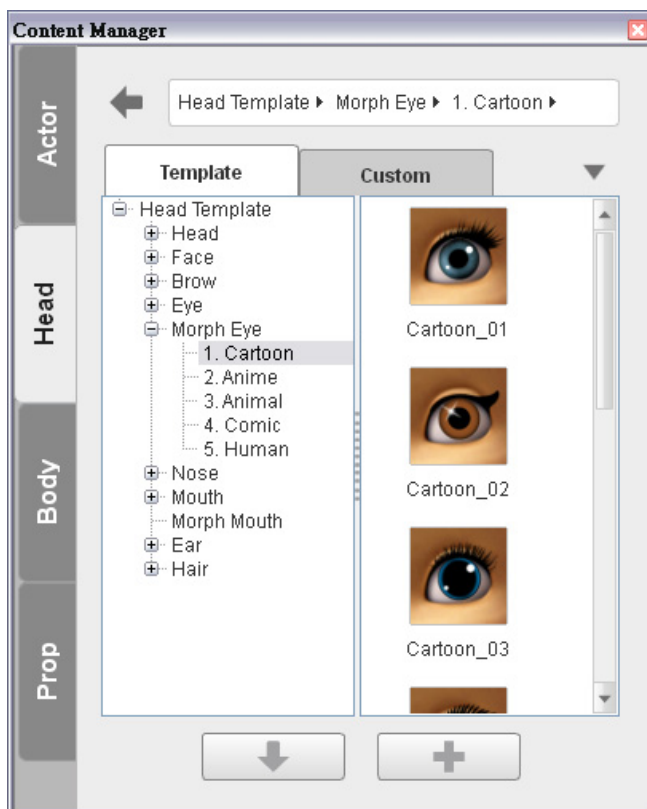 Content Manager
Actor
Head
Body
Prop
Head Template ▸ Morph Eye ▸ 1. Cartoon ▸
Template
Custom
Head Template
Head
Face
Brow
Eye
Morph Eye
1. Cartoon
2. Anime
3. Animal
4. Comic
5. Human
Nose
Mouth
Morph Mouth
Ear
Hair
Cartoon_01
Cartoon_02
Cartoon_03